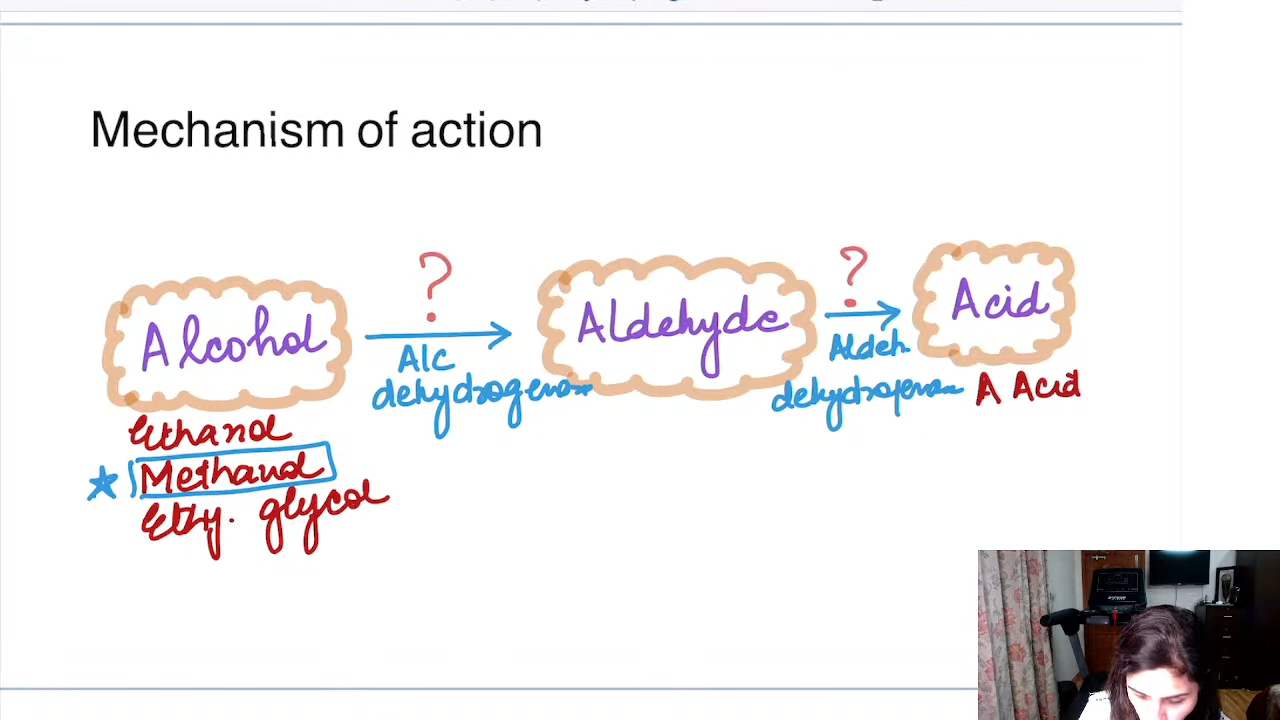 Mechanism of action
?
?
Alcohol
Aldehyde
Acid
Alc
dehydrogenase
Aldeh.
dehydrogenase
A Acid
Ethanol
Methanol
Ethy. glycol